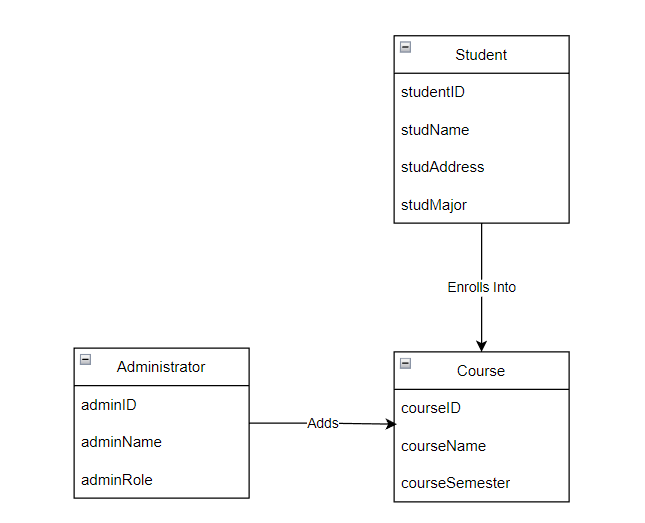 Student
studentID
studName
studAddress
studMajor
Enrolls Into
Administrator
adminID
adminName
adminRole
Adds
Course
courseID
courseName
courseSemester